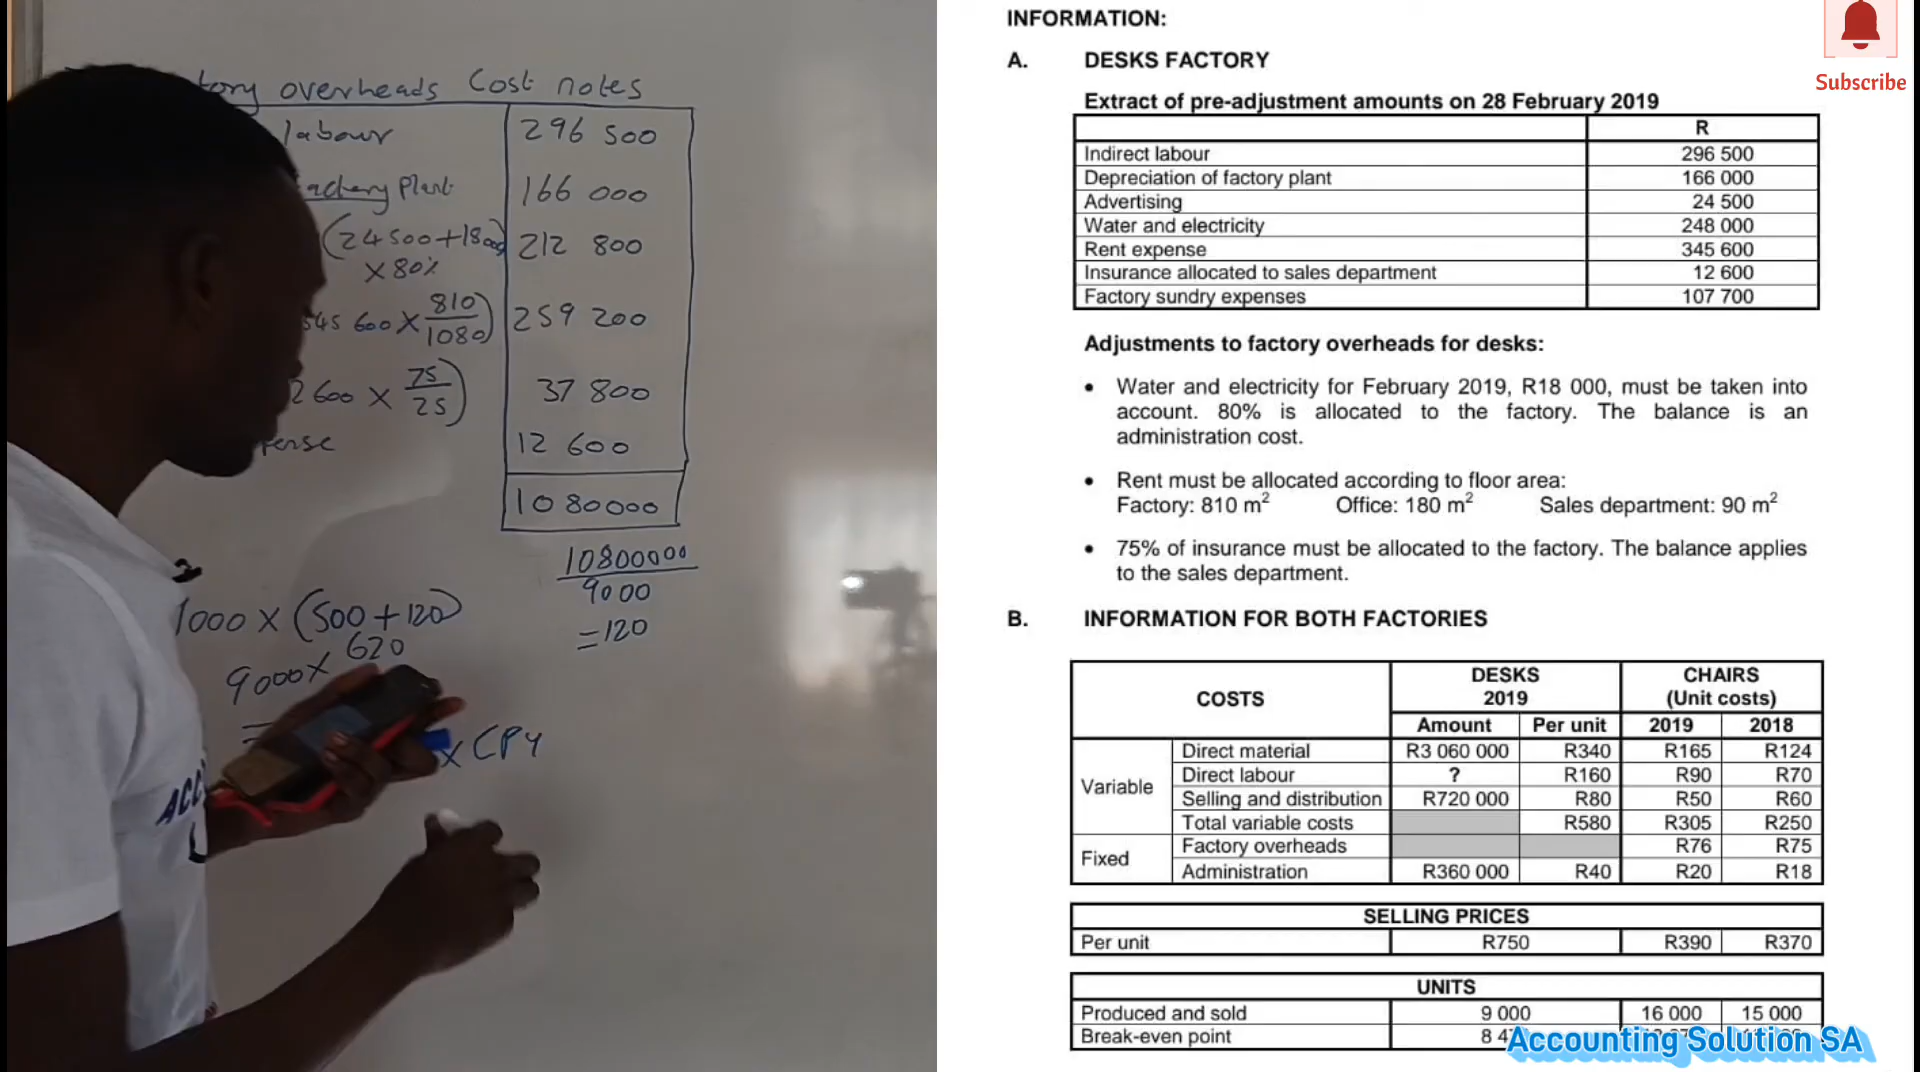 tory overheads Cost notes
labour 296 500
actory Plant 166 000
(24500+18000 212 800
×80%
345 600 × 810/1080) 259 200
2600 × 75/25) 37 800
ense 12 600
1080000
10800000
9000
=120
1000 × (500+120)
620
9000×
=
× CPY
ACC
INFORMATION:
A. DESKS FACTORY
Subscribe
Extract of pre-adjustment amounts on 28 February 2019
R
Indirect labour 296 500
Depreciation of factory plant 166 000
Advertising 24 500
Water and electricity 248 000
Rent expense 345 600
Insurance allocated to sales department 12 600
Factory sundry expenses 107 700
Adjustments to factory overheads for desks:
• Water and electricity for February 2019, R18 000, must be taken into
account. 80% is allocated to the factory. The balance is an
administration cost.
• Rent must be allocated according to floor area:
Factory: 810 m² Office: 180 m² Sales department: 90 m²
• 75% of insurance must be allocated to the factory. The balance applies
to the sales department.
B. INFORMATION FOR BOTH FACTORIES
COSTS DESKS 2019 CHAIRS (Unit costs)
Amount Per unit 2019 2018
Variable
Direct material R3 060 000 R340 R165 R124
Direct labour ? R160 R90 R70
Selling and distribution R720 000 R80 R50 R60
Total variable costs R580 R305 R250
Fixed
Factory overheads R76 R75
Administration R360 000 R40 R20 R18
SELLING PRICES
Per unit R750 R390 R370
UNITS
Produced and sold 9 000 16 000 15 000
Break-even point 8 4
Accounting Solution SA